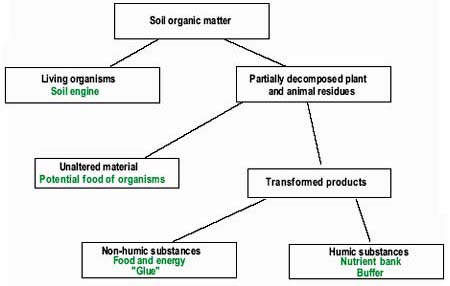 Soil organic matter
Living organisms
Soil engine
Partially decomposed plant
and animal residues
Unaltered material
Potential food of organisms
Transformed products
Non-humic substances
Food and energy
"Glue"
Humic substances
Nutrient bank
Buffer